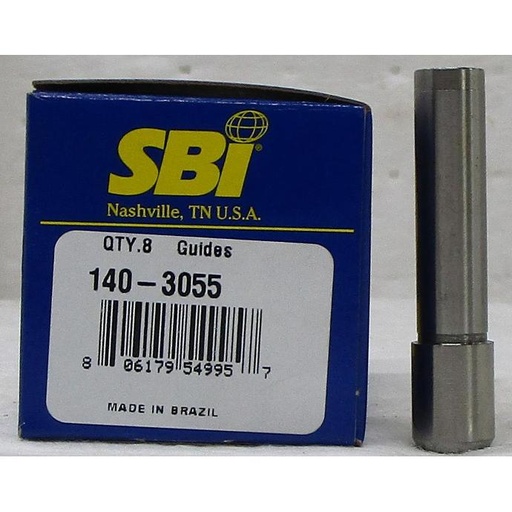 SBI®
Nashville, TN U.S.A.
QTY.8 Guides
140-3055
8 06179 54995 7
MADE IN BRAZIL